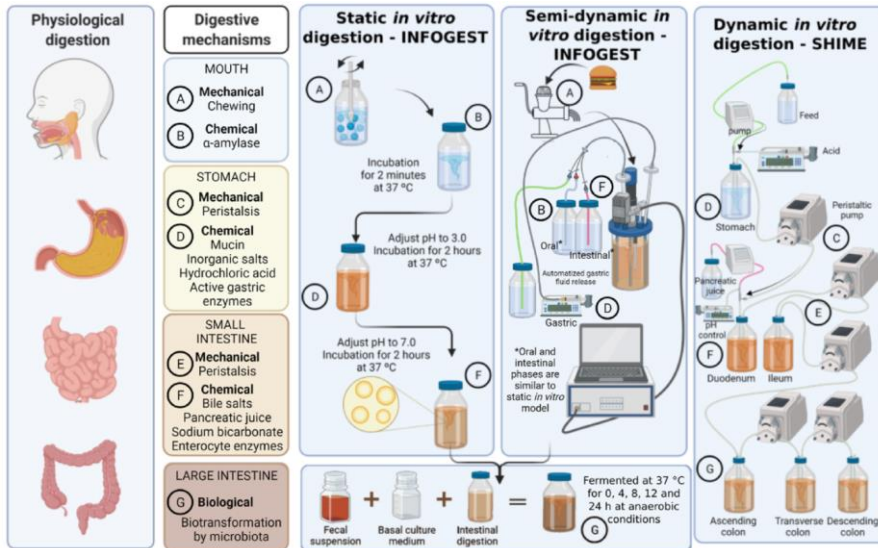 Physiological
digestion
Digestive
mechanisms
MOUTH
A Mechanical
Chewing
B Chemical
α-amylase
STOMACH
C Mechanical
Peristalsis
D Chemical
Mucin
Inorganic salts
Hydrochloric acid
Active gastric
enzymes
SMALL
INTESTINE
E Mechanical
Peristalsis
F Chemical
Bile salts
Pancreatic juice
Sodium bicarbonate
Enterocyte enzymes
LARGE INTESTINE
G Biological
Biotransformation
by microbiota
Static in vitro
digestion - INFOGEST
A
B
Incubation
for 2 minutes
at 37 ºC
Adjust pH to 3.0
Incubation for 2 hours
at 37 ºC
D
Adjust pH to 7.0
Incubation for 2 hours
at 37 ºC
F
Semi-dynamic in
vitro digestion -
INFOGEST
A
F
B
Oral*
Intestinal*
Automatized gastric
fluid release
D
Gastric
*Oral and
intestinal
phases are
similar to
static in vitro
model
Fecal
suspension
+
Basal culture
medium
+
Intestinal
digestion
=
Fermented at 37 °C
for 0, 4, 8, 12 and
24 h at anaerobic
conditions
G
Dynamic in vitro
digestion - SHIME
Feed
pump
Acid
D
Stomach
Peristaltic
pump
C
Pancreatic
juice
E
pH
control
F
Duodenum
Ileum
G
Ascending
colon
Transverse
colon
Descending
colon